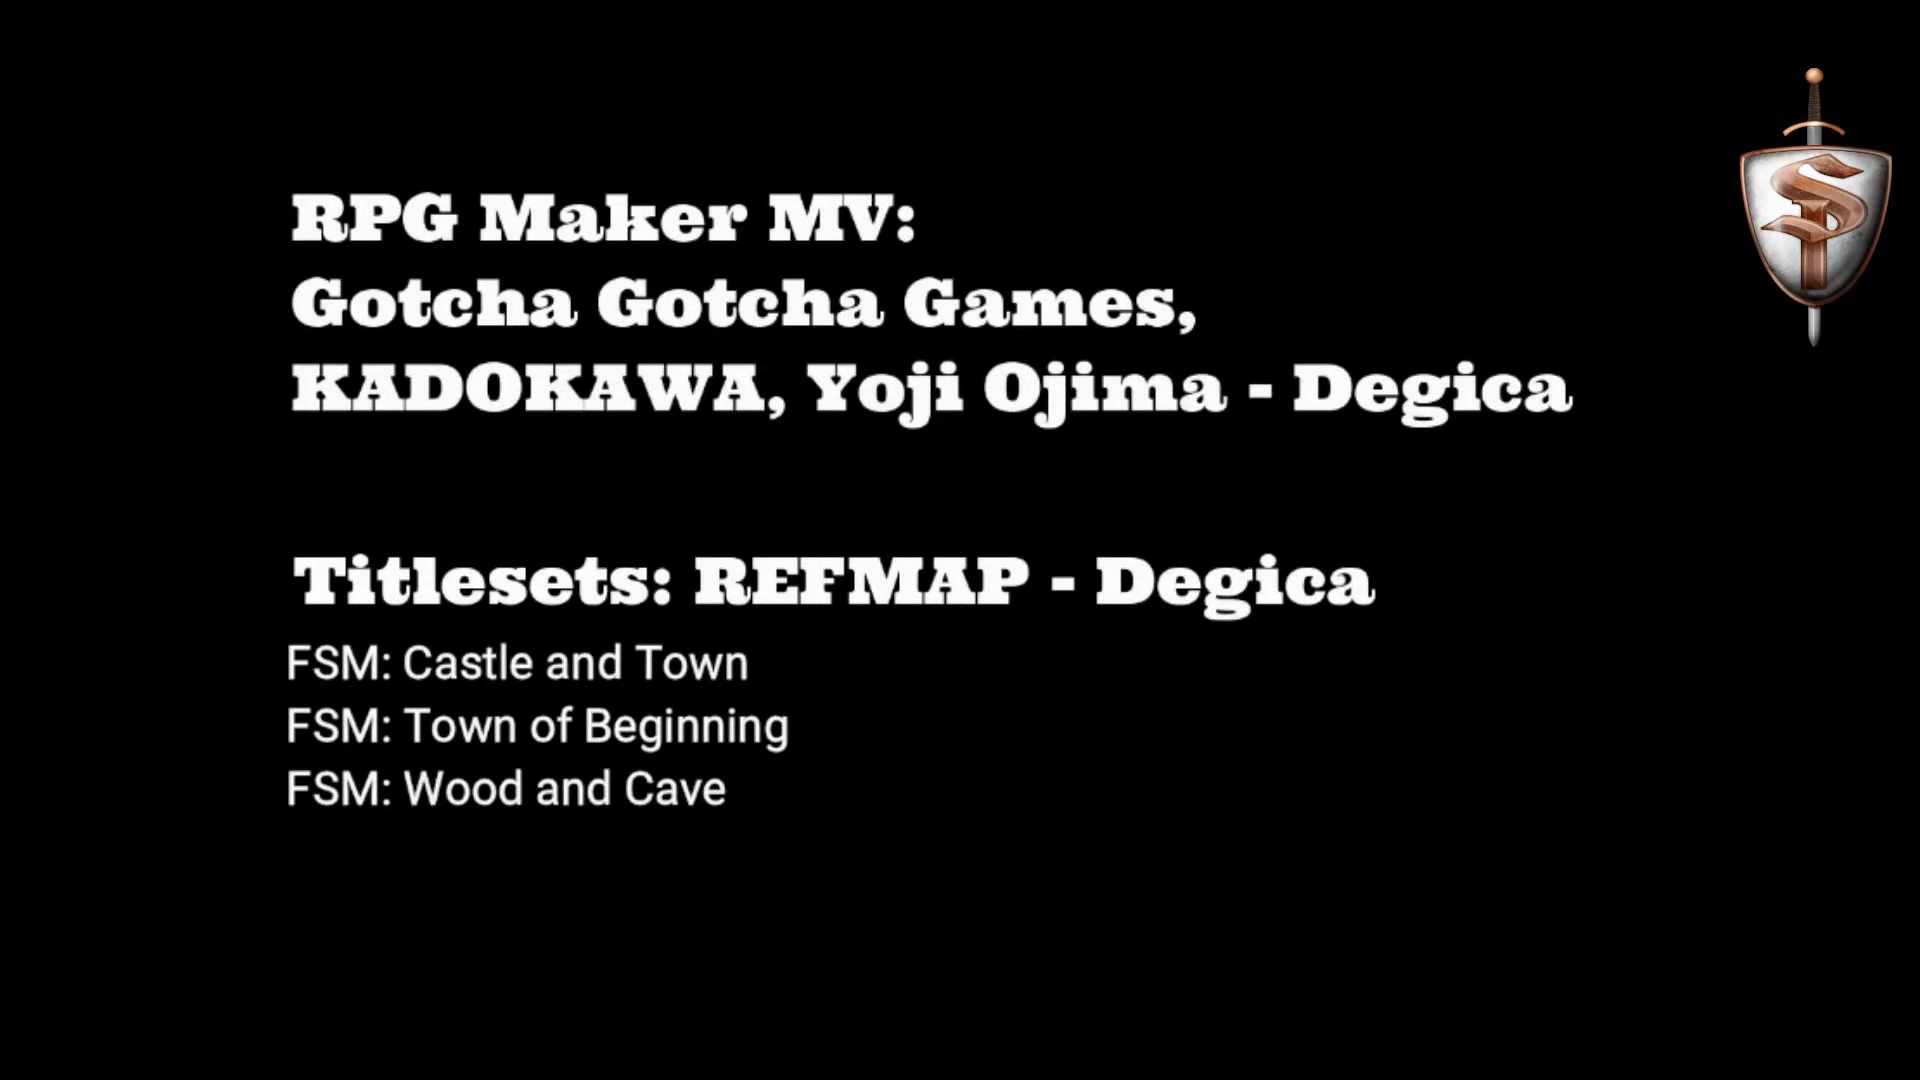 RPG Maker MV:
Gotcha Gotcha Games,
KADOKAWA, Yoji Ojima - Degica
Titlesets: REFMAP - Degica
FSM: Castle and Town
FSM: Town of Beginning
FSM: Wood and Cave